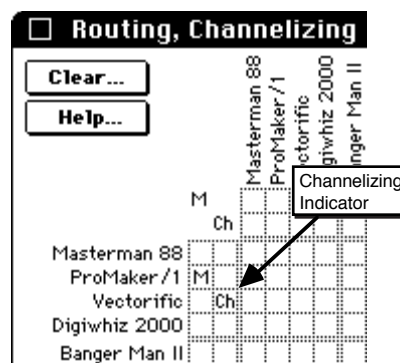 Routing, Channelizing
Clear...
Help...
Masterman 88
ProMaker/1
Digiwhiz 2000
Banger Man II
Channelizing
Indicator
M
Ch
Masterman 88
ProMaker/1 M
Vectorific Ch
Digiwhiz 2000
Banger Man II